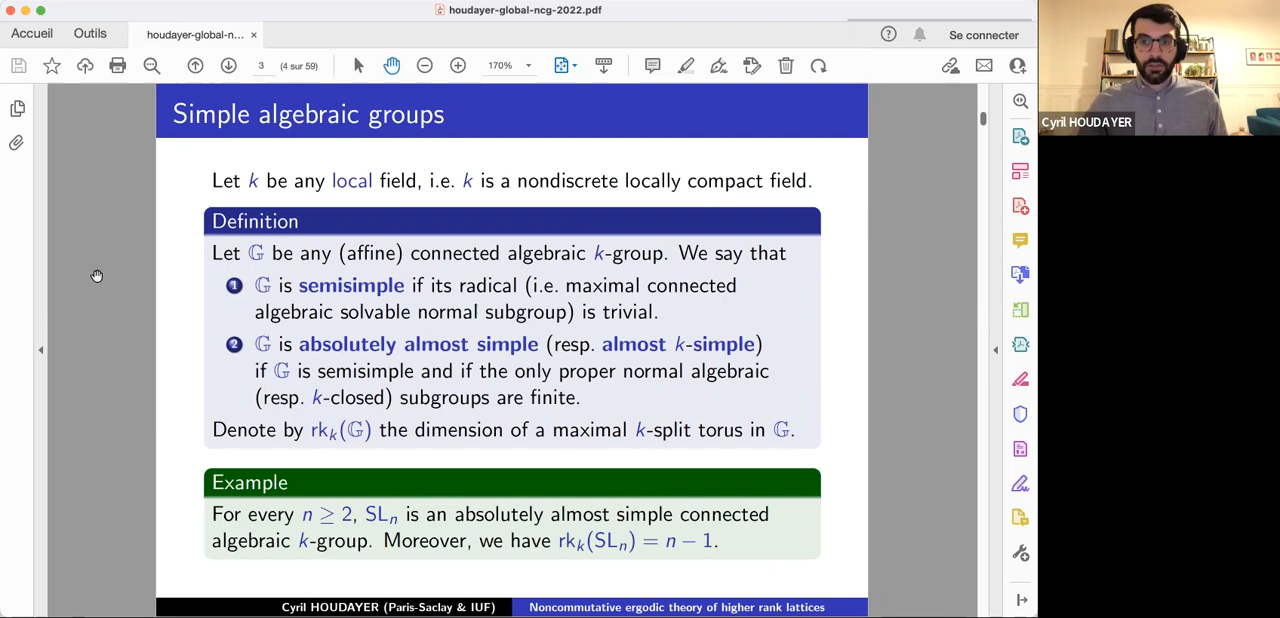 houdayer-global-ncg-2022.pdf
Accueil Outils houdayer-global-n... × Se connecter
3 (4 sur 59) 170%
Simple algebraic groups
Let k be any local field, i.e. k is a nondiscrete locally compact field.
Definition
Let 𝔾 be any (affine) connected algebraic k-group. We say that
1 𝔾 is semisimple if its radical (i.e. maximal connected
algebraic solvable normal subgroup) is trivial.
2 𝔾 is absolutely almost simple (resp. almost k-simple)
if 𝔾 is semisimple and if the only proper normal algebraic
(resp. k-closed) subgroups are finite.
Denote by rkₖ(𝔾) the dimension of a maximal k-split torus in 𝔾.
Example
For every n ≥ 2, SLₙ is an absolutely almost simple connected
algebraic k-group. Moreover, we have rkₖ(SLₙ) = n − 1.
Cyril HOUDAYER (Paris-Saclay & IUF) Noncommutative ergodic theory of higher rank lattices
Cyril HOUDAYER